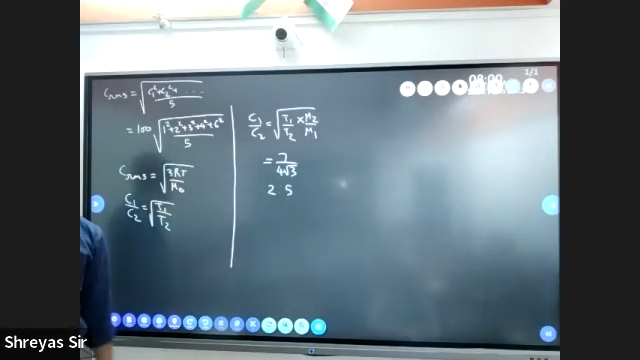 Crms = √(C₁² + C₂² + ...)/5
= 100 √(1² + 2² + 3² + 4² + 6²)/5
Crms = √3RT/M₀
C₁/C₂ = √T₁/T₂
C₁/C₂ = √T₁/T₂ × M₂/M₁
= 7/4√3
2 5
08:00
1/1
Shreyas Sir